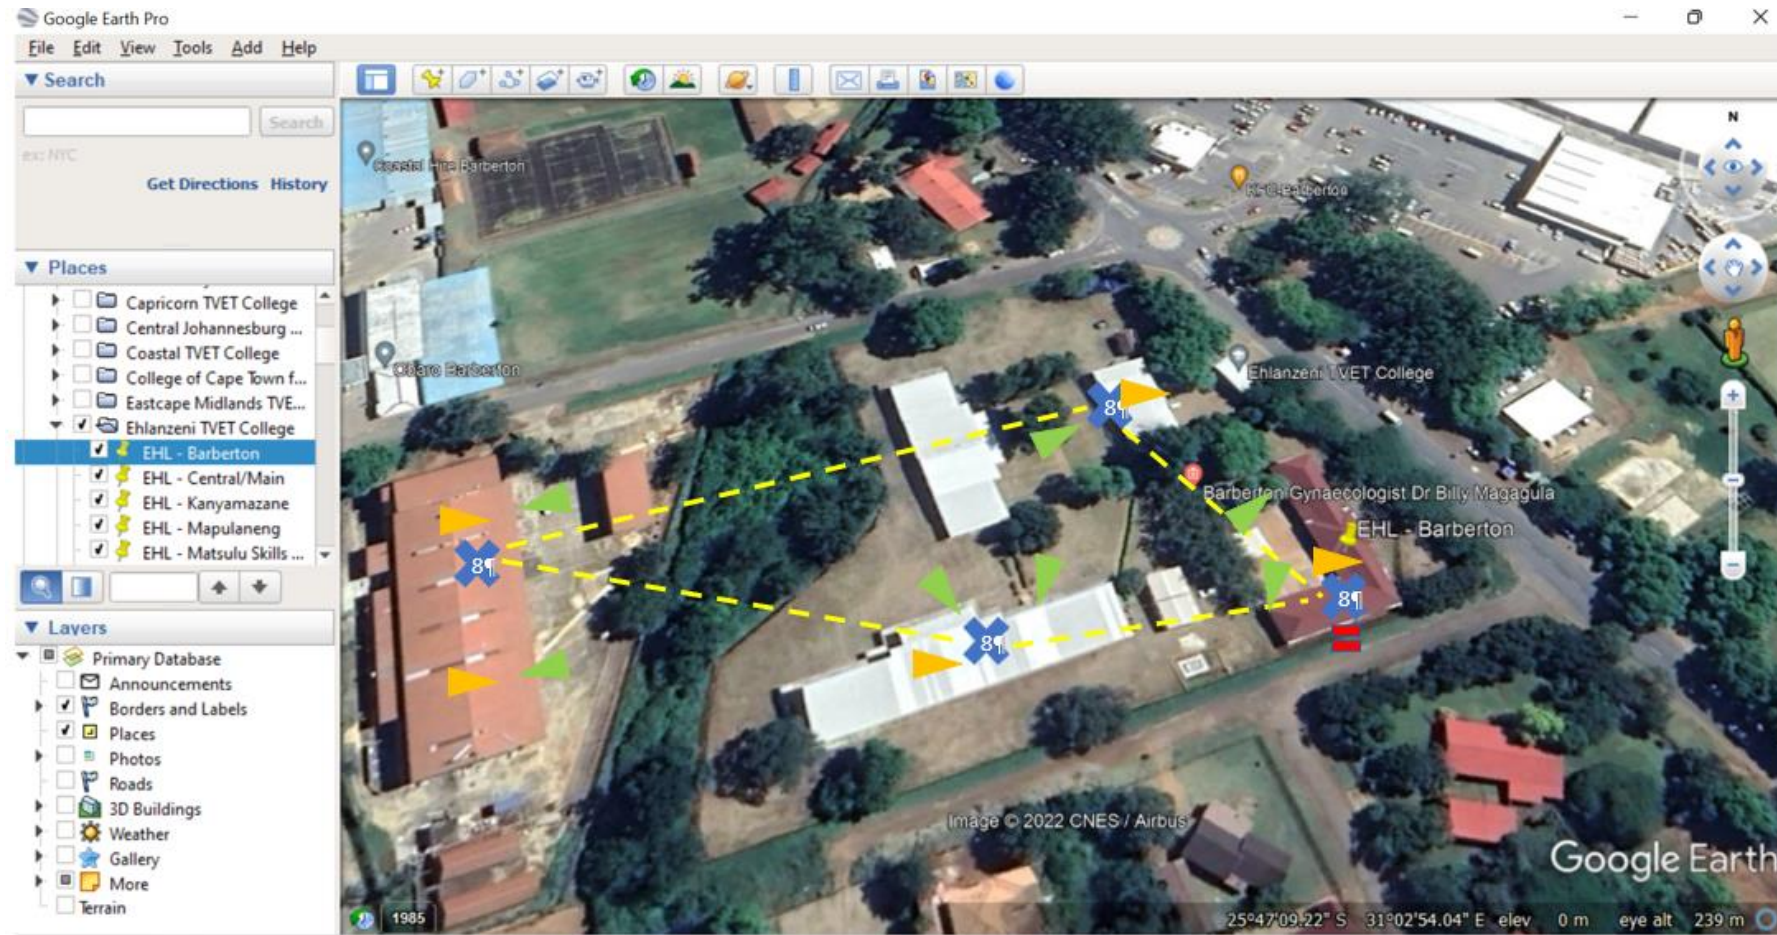 Google Earth Pro
File Edit View Tools Add Help
Search
Search
ex: NYC
Get Directions History
Places
Capricorn TVET College
Central Johannesburg ...
Coastal TVET College
College of Cape Town f...
Eastcape Midlands TVE...
Ehlanzeni TVET College
EHL - Barberton
EHL - Central/Main
EHL - Kanyamazane
EHL - Mapulaneng
EHL - Matsulu Skills ...
Layers
Primary Database
Announcements
Borders and Labels
Places
Photos
Roads
3D Buildings
Weather
Gallery
More
Terrain
N
Coastal Hire Barberton
KFC Barberton
Obaro Barberton
Ehlanzeni TVET College
8¶
Barberton Gynaecologist Dr Billy Magagula
EHL - Barberton
8¶
8¶
8¶
Image © 2022 CNES / Airbus
Google Earth
1985
25°47'09.22" S 31°02'54.04" E elev 0 m eye alt 239 m